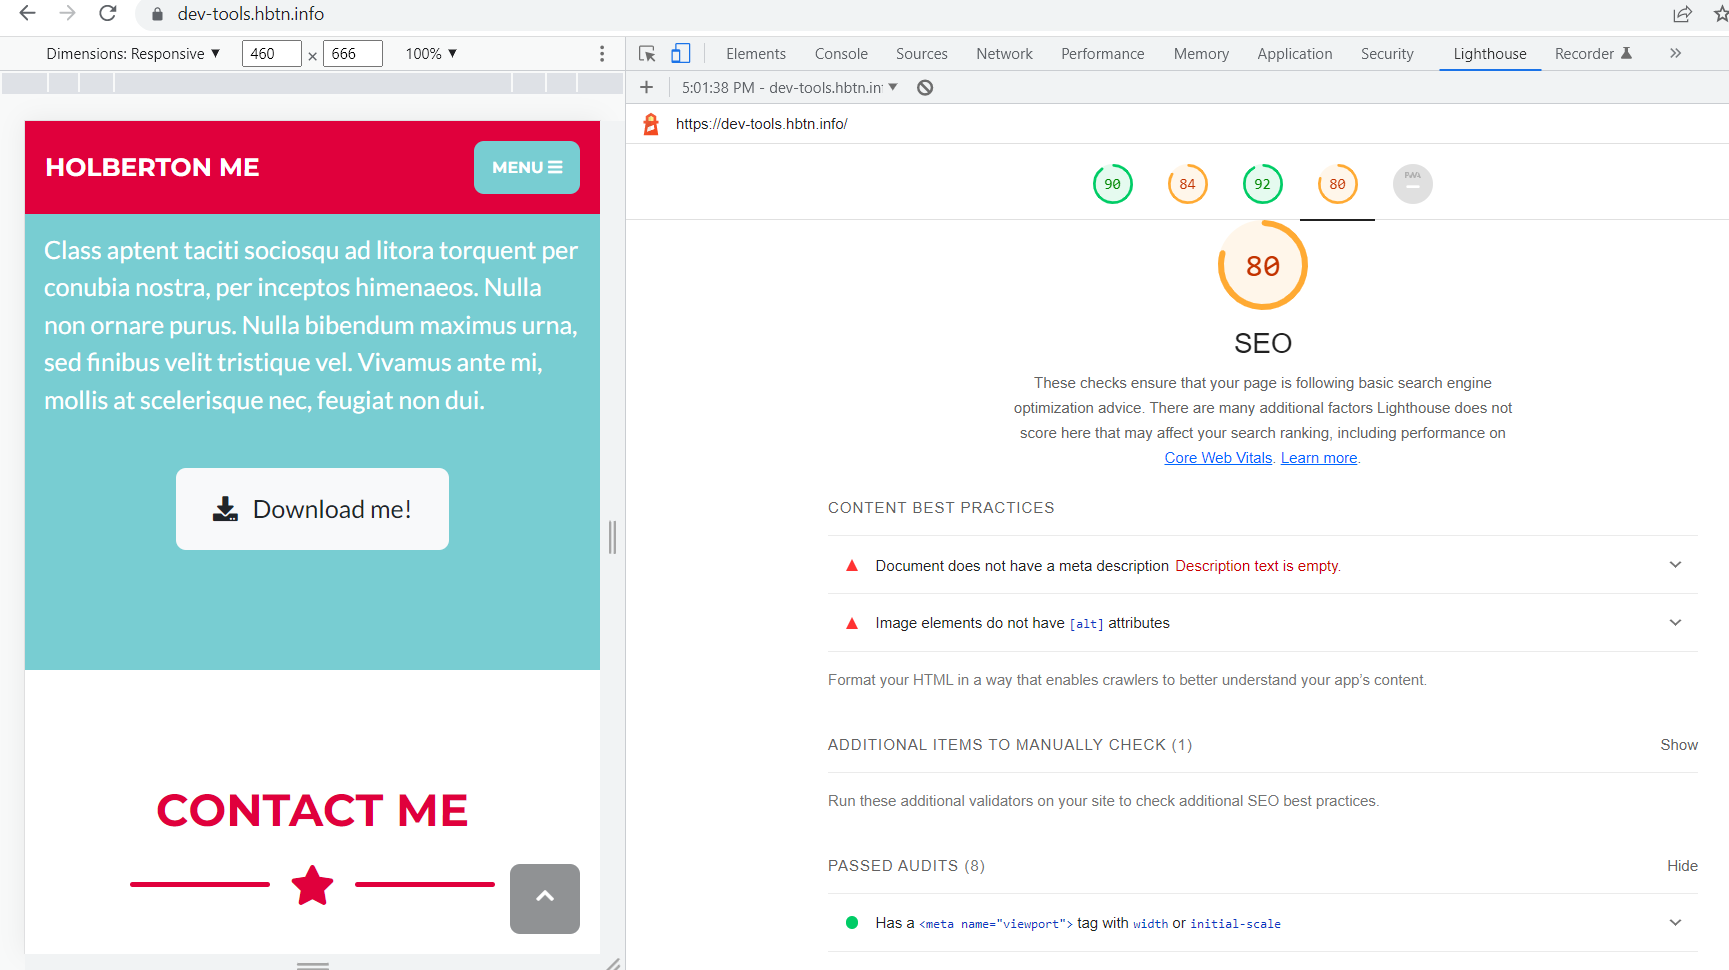 dev-tools.hbtn.info
Dimensions: Responsive ▼ 460 × 666 100% ▼
Elements Console Sources Network Performance Memory Application Security Lighthouse Recorder »
5:01:38 PM - dev-tools.hbtn.in
https://dev-tools.hbtn.info/
HOLBERTON ME
MENU
Class aptent taciti sociosqu ad litora torquent per
conubia nostra, per inceptos himenaeos. Nulla
non ornare purus. Nulla bibendum maximus urna,
sed finibus velit tristique vel. Vivamus ante mi,
mollis at scelerisque nec, feugiat non dui.
Download me!
CONTACT ME
90 84 92 80 PWA
80
SEO
These checks ensure that your page is following basic search engine
optimization advice. There are many additional factors Lighthouse does not
score here that may affect your search ranking, including performance on
Core Web Vitals. Learn more.
CONTENT BEST PRACTICES
Document does not have a meta description Description text is empty.
Image elements do not have [alt] attributes
Format your HTML in a way that enables crawlers to better understand your app’s content.
ADDITIONAL ITEMS TO MANUALLY CHECK (1) Show
Run these additional validators on your site to check additional SEO best practices.
PASSED AUDITS (8) Hide
Has a <meta name="viewport"> tag with width or initial-scale